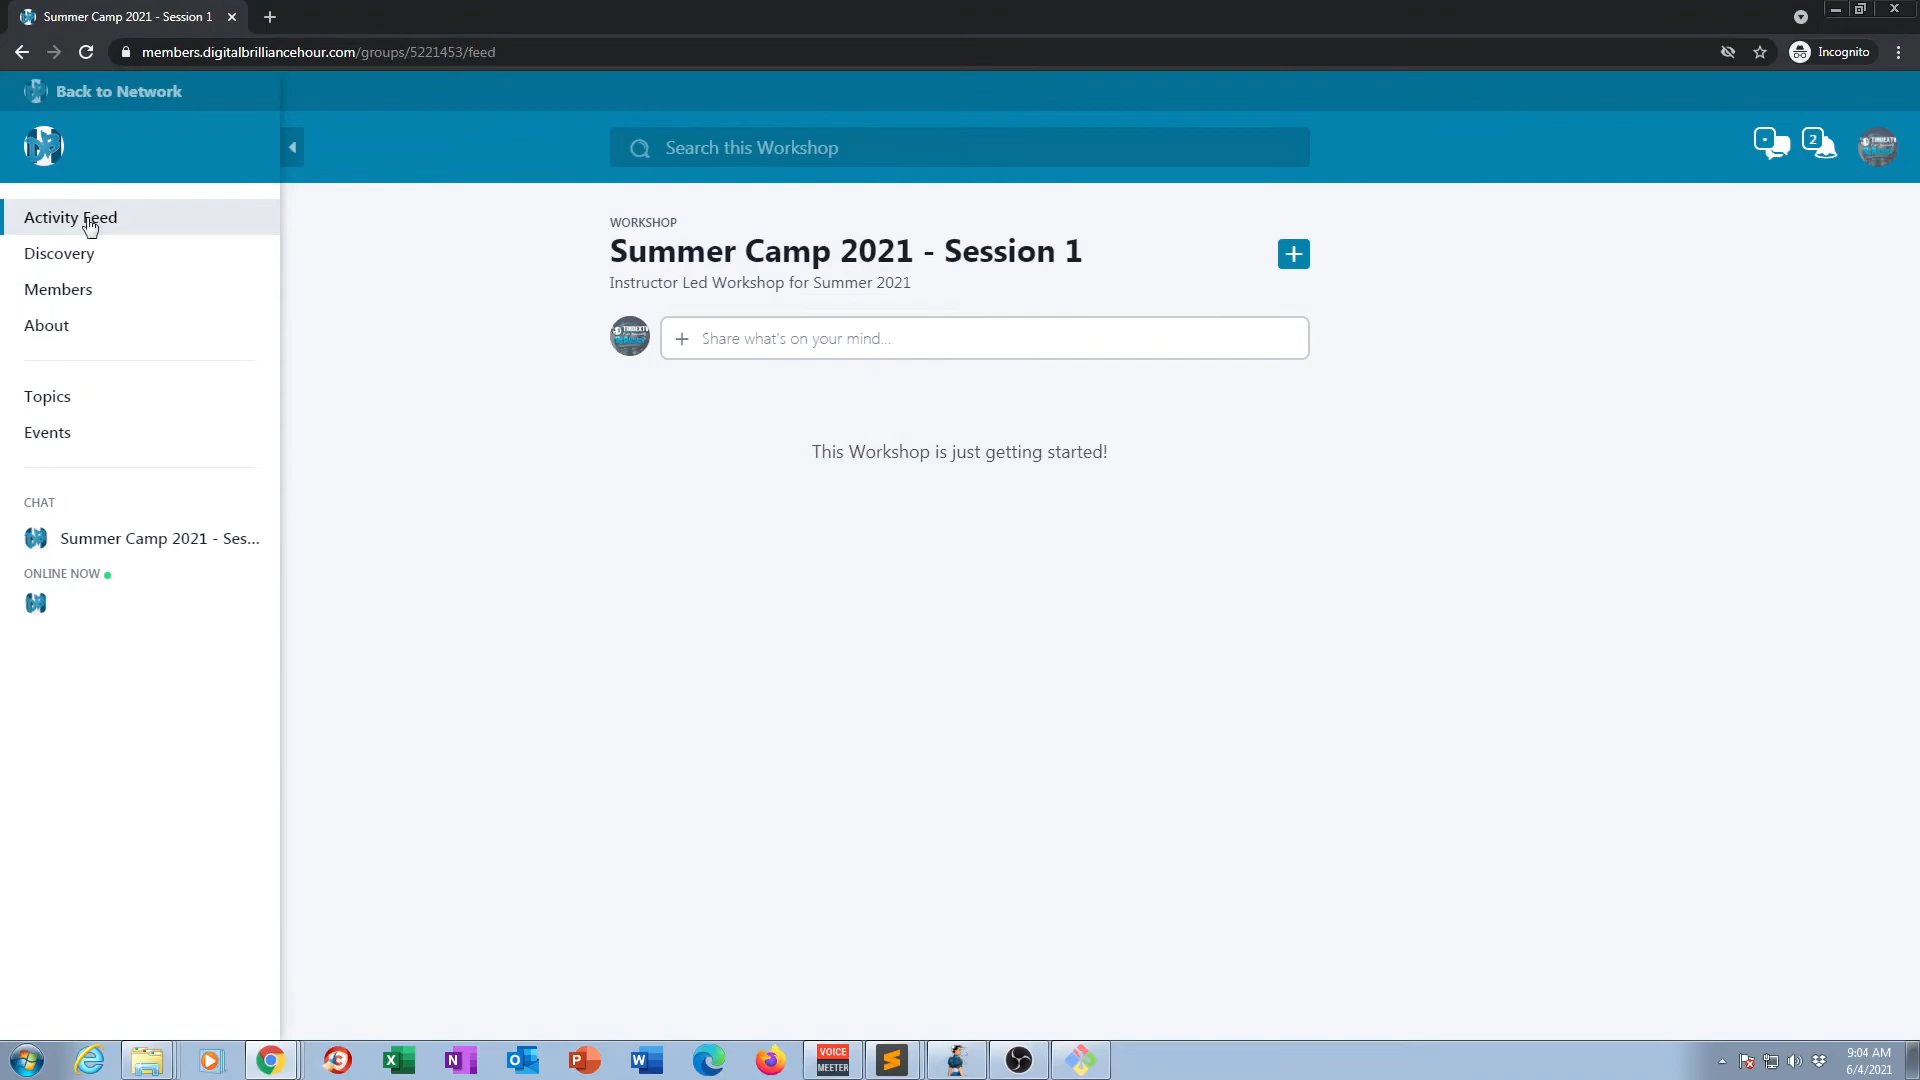 Summer Camp 2021 - Session 1
members.digitalbrilliancehour.com/groups/5221453/feed
Incognito
Back to Network
Search this Workshop
2
Activity Feed
Discovery
Members
About
Topics
Events
CHAT
Summer Camp 2021 - Ses...
ONLINE NOW
WORKSHOP
Summer Camp 2021 - Session 1
Instructor Led Workshop for Summer 2021
Share what's on your mind...
This Workshop is just getting started!
VOICE
MEETER
9:04 AM
6/4/2021